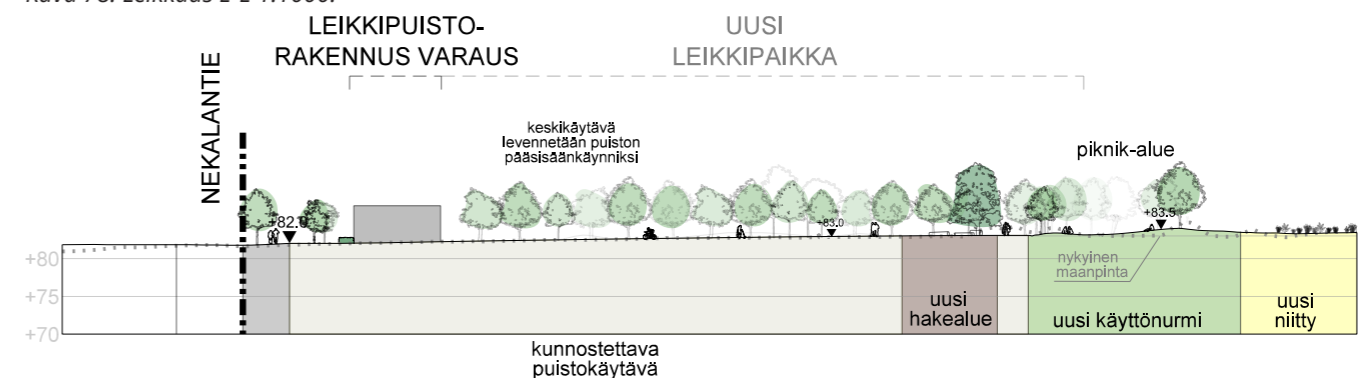 LEIKKIPUISTO-
RAKENNUS VARAUS
UUSI
LEIKKIPAIKKA
NEKALANTIE
keskikäytävä
levennetään puiston
pääsisäänkäynniksi
piknik-alue
+82.0
+83.0
+83.5
nykyinen
maanpinta
+80
+75
+70
uusi
hakealue
uusi käyttönurmi
uusi
niitty
kunnostettava
puistokäytävä